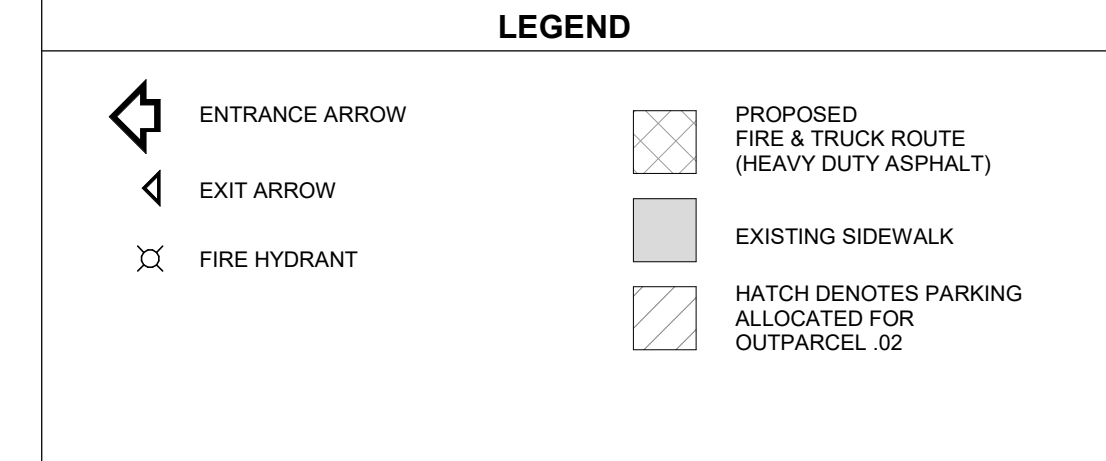 LEGEND
ENTRANCE ARROW
EXIT ARROW
FIRE HYDRANT
PROPOSED
FIRE & TRUCK ROUTE
(HEAVY DUTY ASPHALT)
EXISTING SIDEWALK
HATCH DENOTES PARKING
ALLOCATED FOR
OUTPARCEL .02